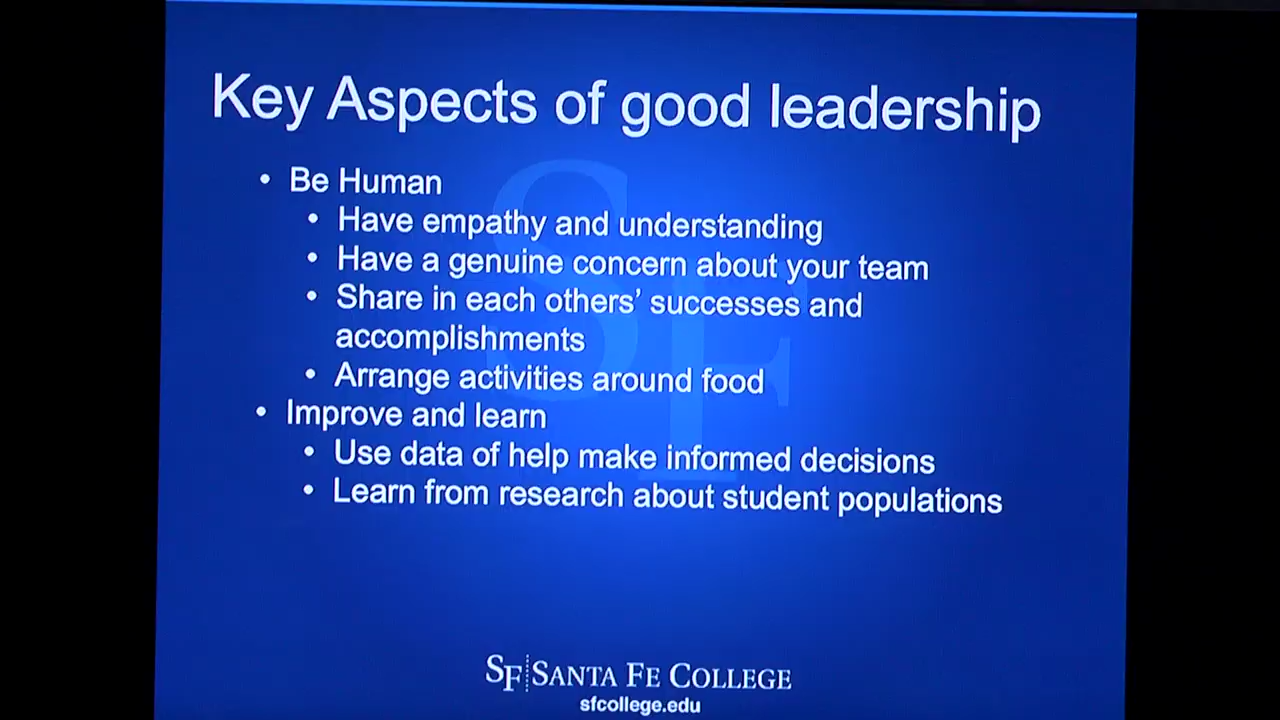 Key Aspects of good leadership
• Be Human
• Have empathy and understanding
• Have a genuine concern about your team
• Share in each others’ successes and
accomplishments
• Arrange activities around food
• Improve and learn
• Use data of help make informed decisions
• Learn from research about student populations
SF SANTA FE COLLEGE
sfcollege.edu
SF